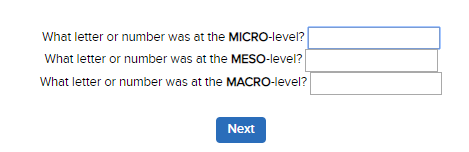 What letter or number was at the MICRO-level?
What letter or number was at the MESO-level?
What letter or number was at the MACRO-level?
Next